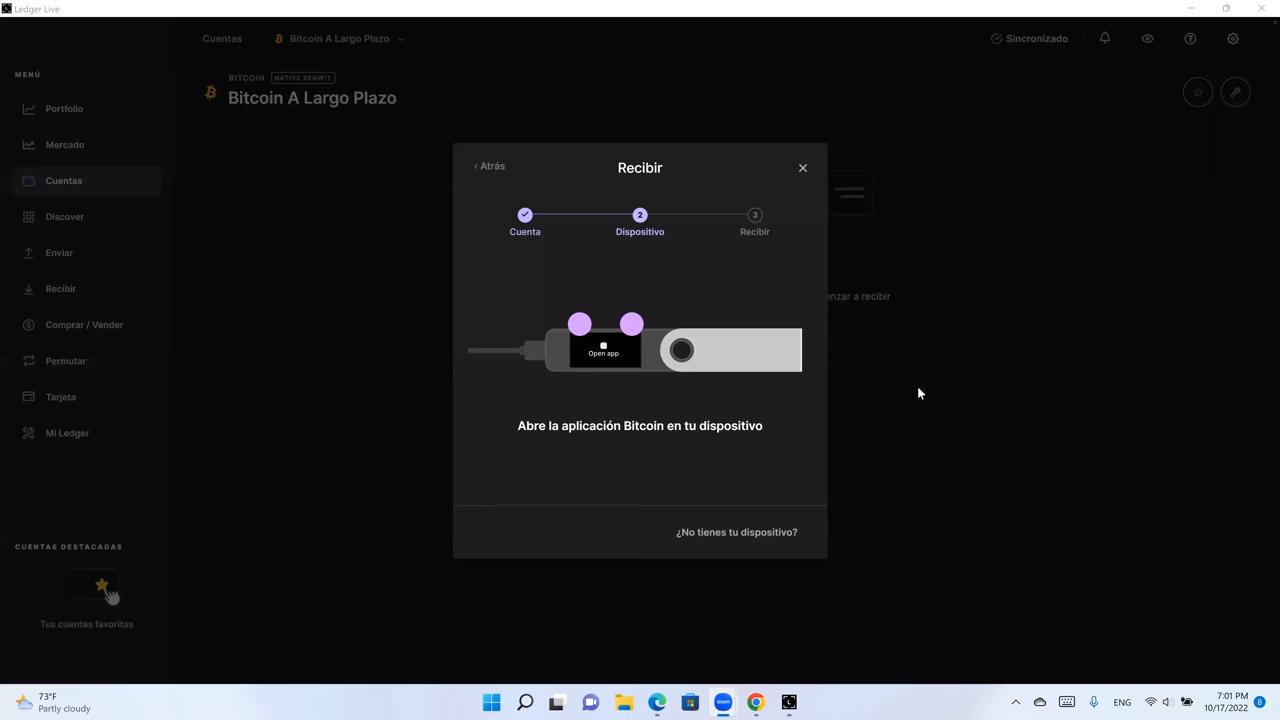 Ledger Live
Cuentas
Bitcoin A Largo Plazo
Sincronizado
MENÚ
Portfolio
Mercado
Cuentas
Discover
Enviar
Recibir
Comprar / Vender
Permutar
Tarjeta
Mi Ledger
CUENTAS DESTACADAS
Tus cuentas favoritas
BITCOIN
NATIVE SEGWIT
Bitcoin A Largo Plazo
‹ Atrás
Recibir
2
3
Cuenta
Dispositivo
Recibir
Open app
Abre la aplicación Bitcoin en tu dispositivo
¿No tienes tu dispositivo?
enzar a recibir
73°F
Partly cloudy
zoom
ENG
7:01 PM
10/17/2022
8